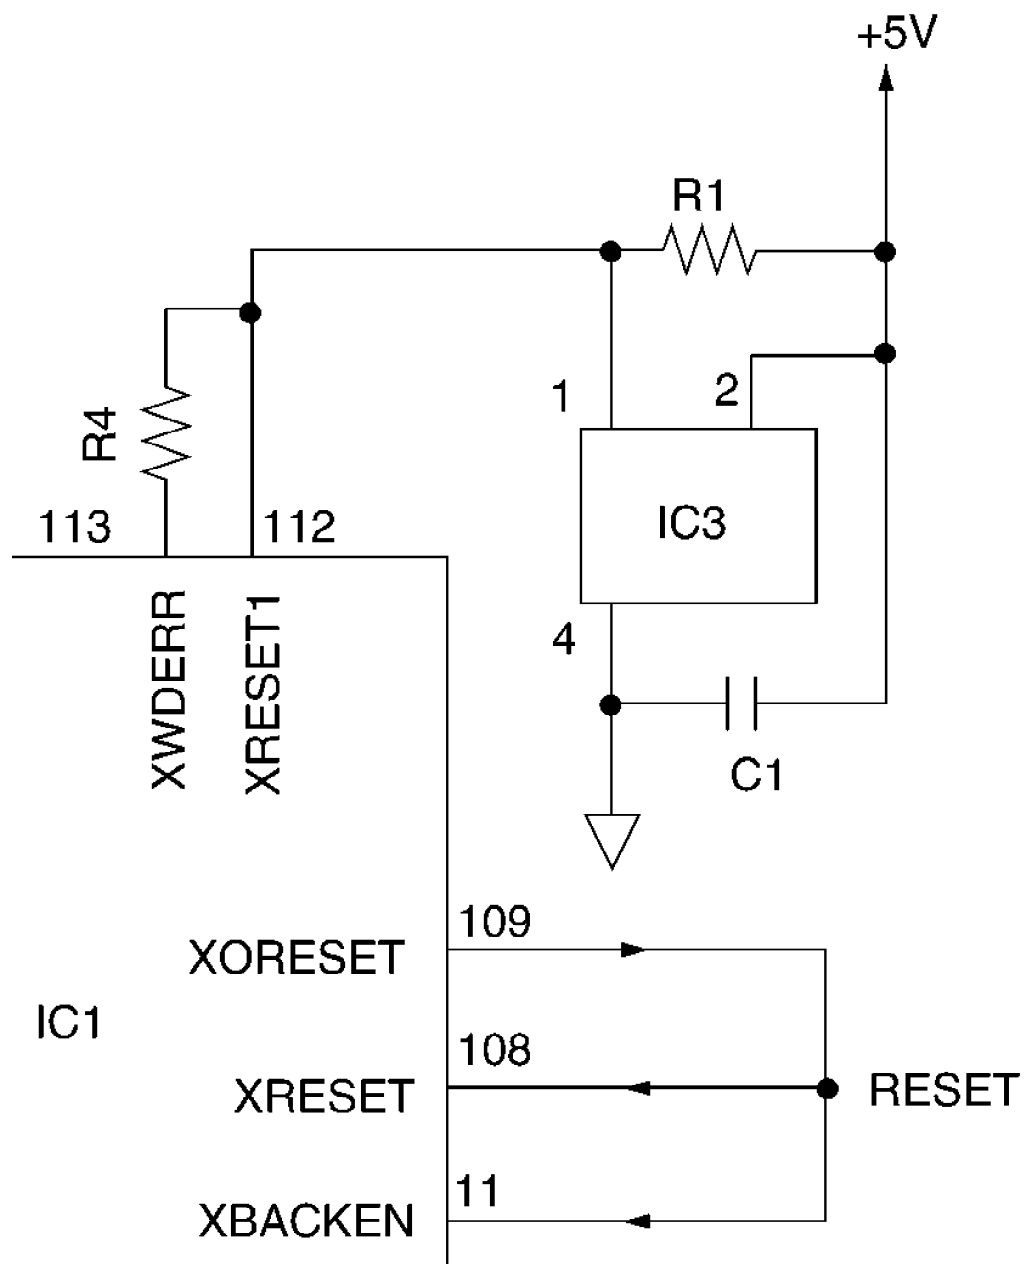 +5V
R1
1
2
R4
IC3
113
112
4
XWDERR
XRESET1
C1
109
XORESET
IC1
108
XRESET
RESET
11
XBACKEN